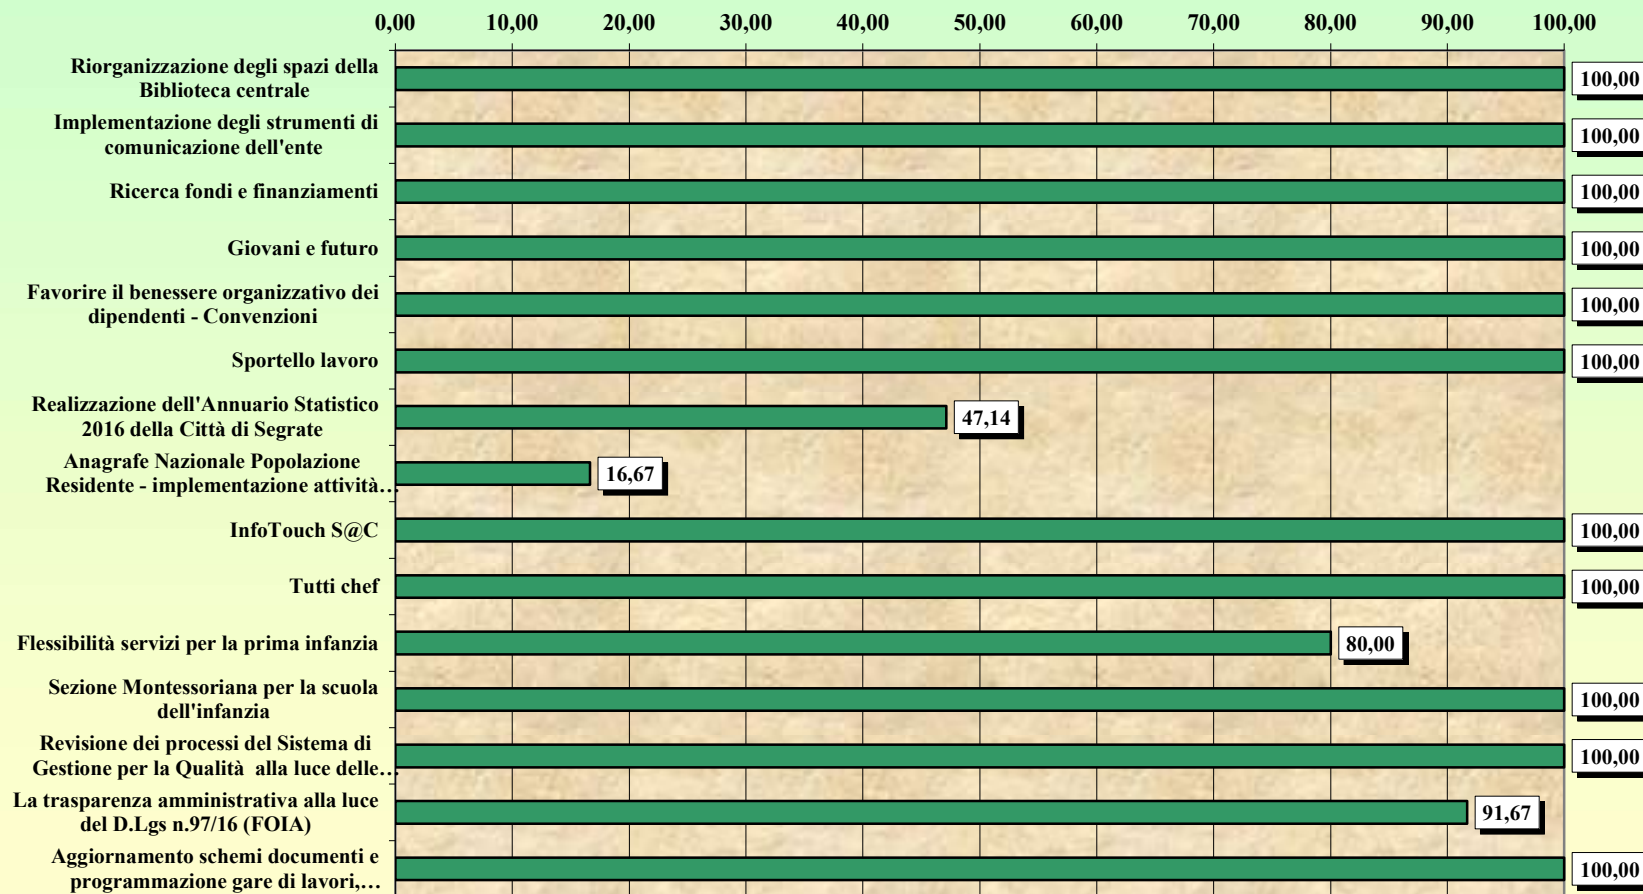 0,00 10,00 20,00 30,00 40,00 50,00 60,00 70,00 80,00 90,00 100,00
Riorganizzazione degli spazi della
Biblioteca centrale
100,00
Implementazione degli strumenti di
comunicazione dell'ente
100,00
Ricerca fondi e finanziamenti
100,00
Giovani e futuro
100,00
Favorire il benessere organizzativo dei
dipendenti - Convenzioni
100,00
Sportello lavoro
100,00
Realizzazione dell'Annuario Statistico
2016 della Città di Segrate
47,14
Anagrafe Nazionale Popolazione
Residente - implementazione attività…
16,67
InfoTouch S@C
100,00
Tutti chef
100,00
Flessibilità servizi per la prima infanzia
80,00
Sezione Montessoriana per la scuola
dell'infanzia
100,00
Revisione dei processi del Sistema di
Gestione per la Qualità alla luce delle…
100,00
La trasparenza amministrativa alla luce
del D.Lgs n.97/16 (FOIA)
91,67
Aggiornamento schemi documenti e
programmazione gare di lavori,…
100,00